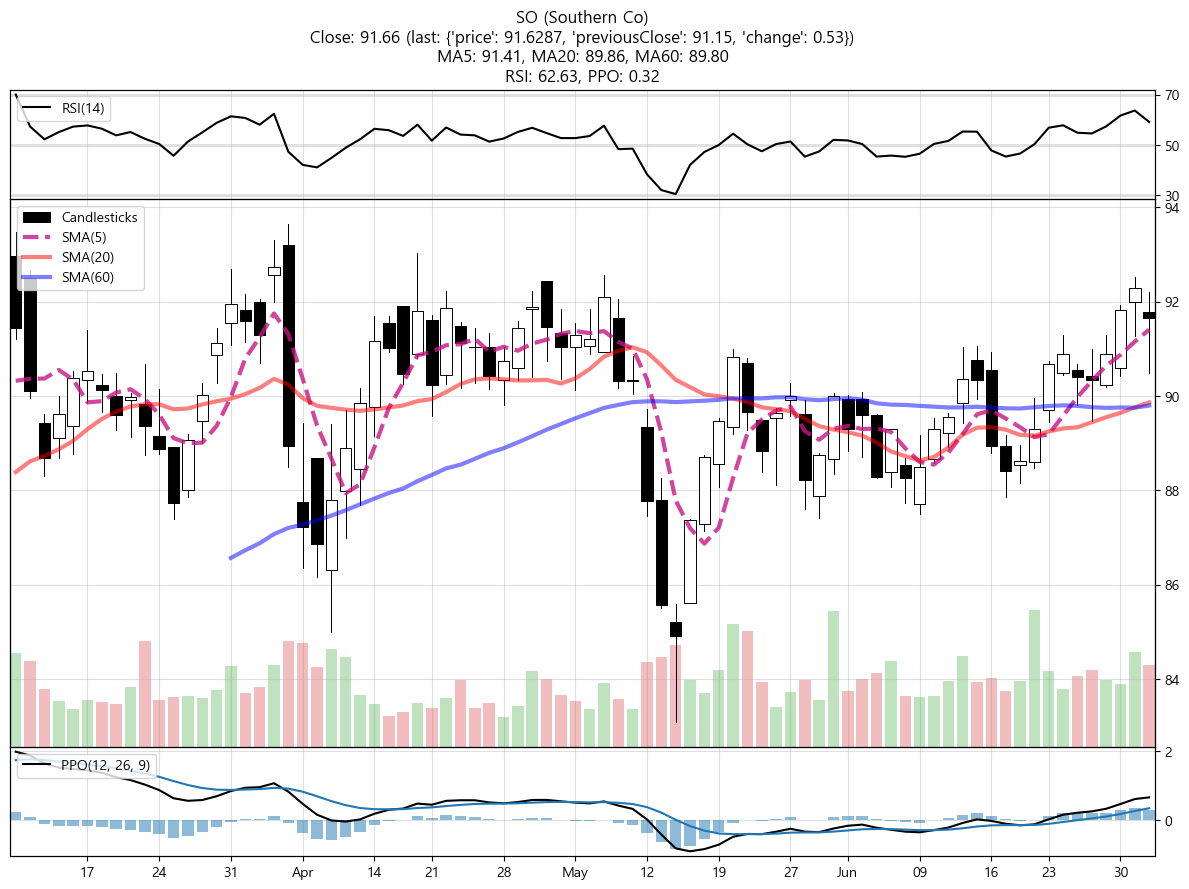 SO (Southern Co)
Close: 91.66 (last: {'price': 91.6287, 'previousClose': 91.15, 'change': 0.53})
MA5: 91.41, MA20: 89.86, MA60: 89.80
RSI: 62.63, PPO: 0.32
RSI(14)
70
50
30
Candlesticks
SMA(5)
SMA(20)
SMA(60)
94
92
90
88
86
84
PPO(12, 26, 9)
2
0
17 24 31 Apr 14 21 28 May 12 19 27 Jun 09 16 23 30